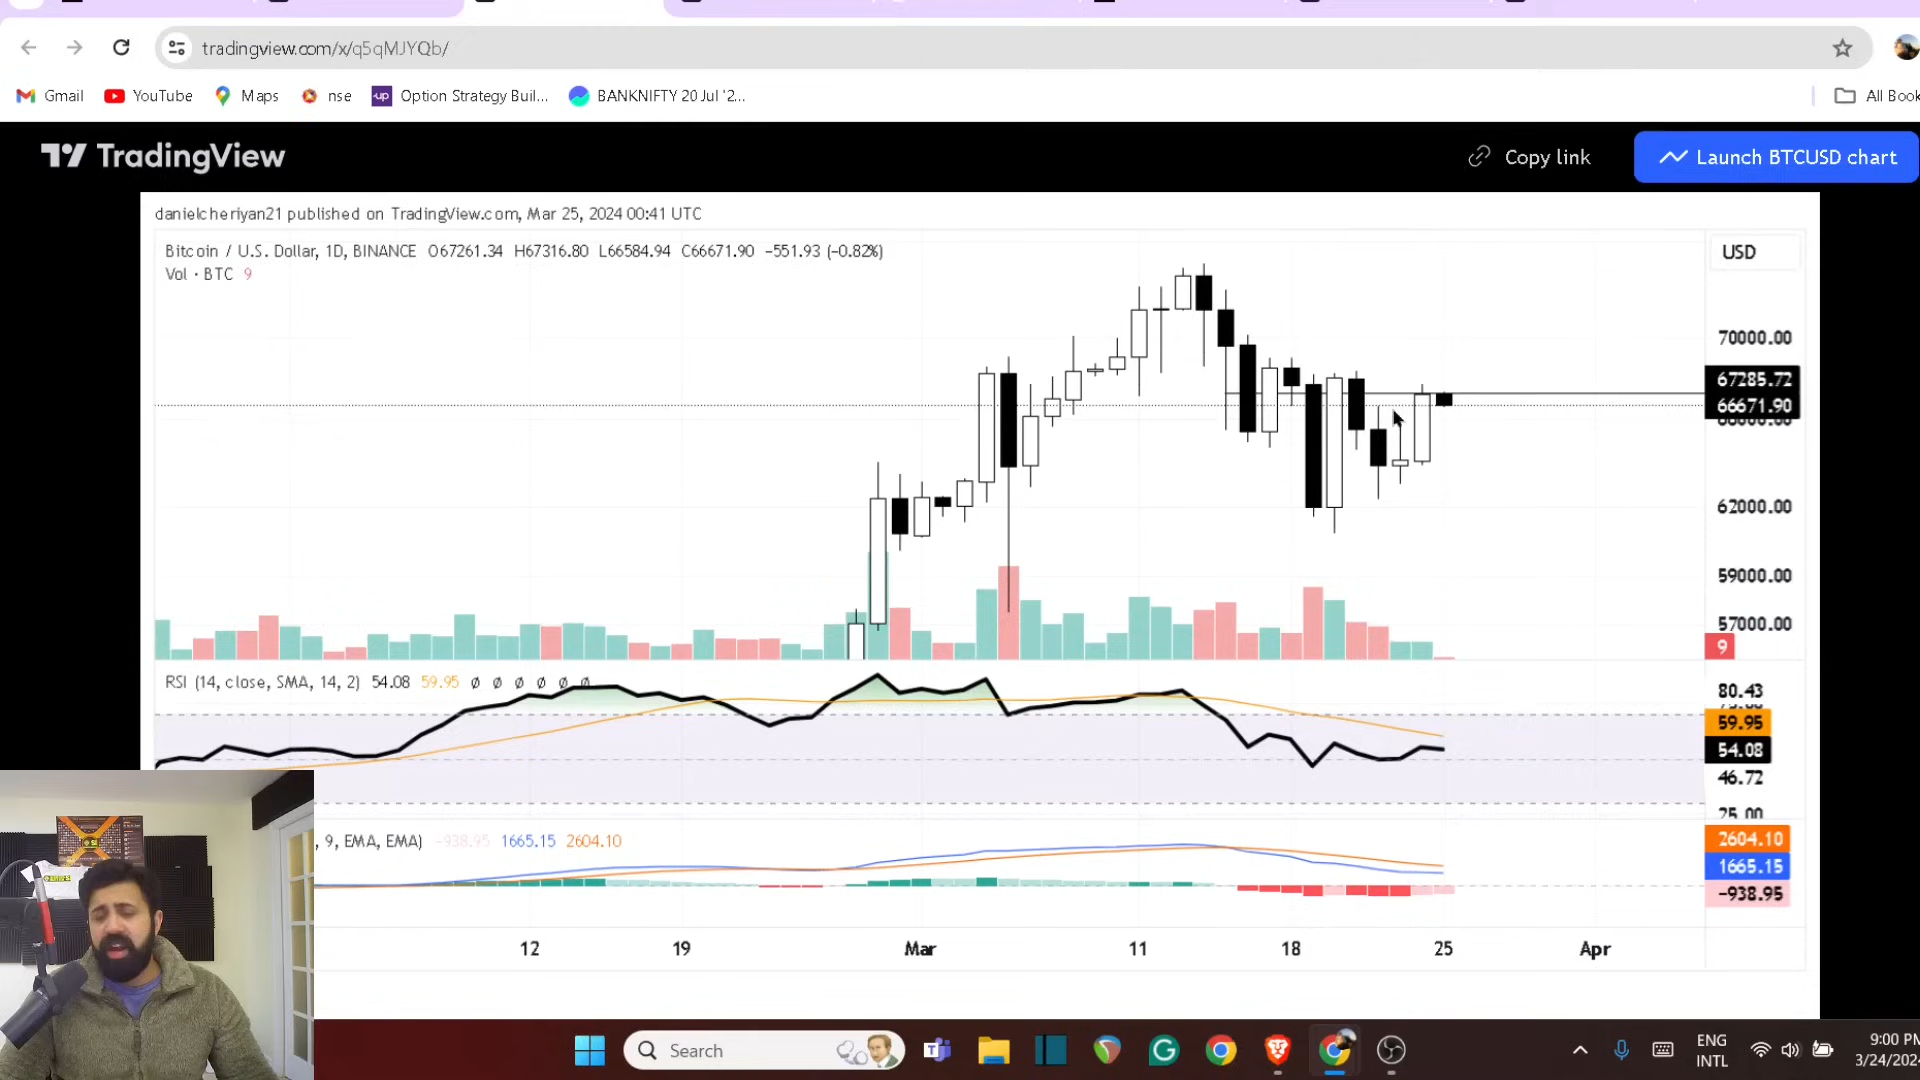 tradingview.com/x/q5qMJYQb/
Gmail YouTube Maps nse Option Strategy Buil... BANKNIFTY 20 Jul '2... All Book
TradingView Copy link Launch BTCUSD chart
danielcheriyan21 published on TradingView.com, Mar 25, 2024 00:41 UTC
Bitcoin / U.S. Dollar, 1D, BINANCE O67261.34 H67316.80 L66584.94 C66671.90 −551.93 (−0.82%)
USD
Vol · BTC 9
70000.00
67285.72
66671.90
62000.00
59000.00
57000.00
9
RSI (14, close, SMA, 14, 2) 54.08 59.95 ø ø ø ø ø ø
80.43
59.95
54.08
46.72
25.00
, 9, EMA, EMA) −938.95 1665.15 2604.10
2604.10
1665.15
−938.95
12 19 Mar 11 18 25 Apr
Search
ENG
INTL
9:00 PM
3/24/202